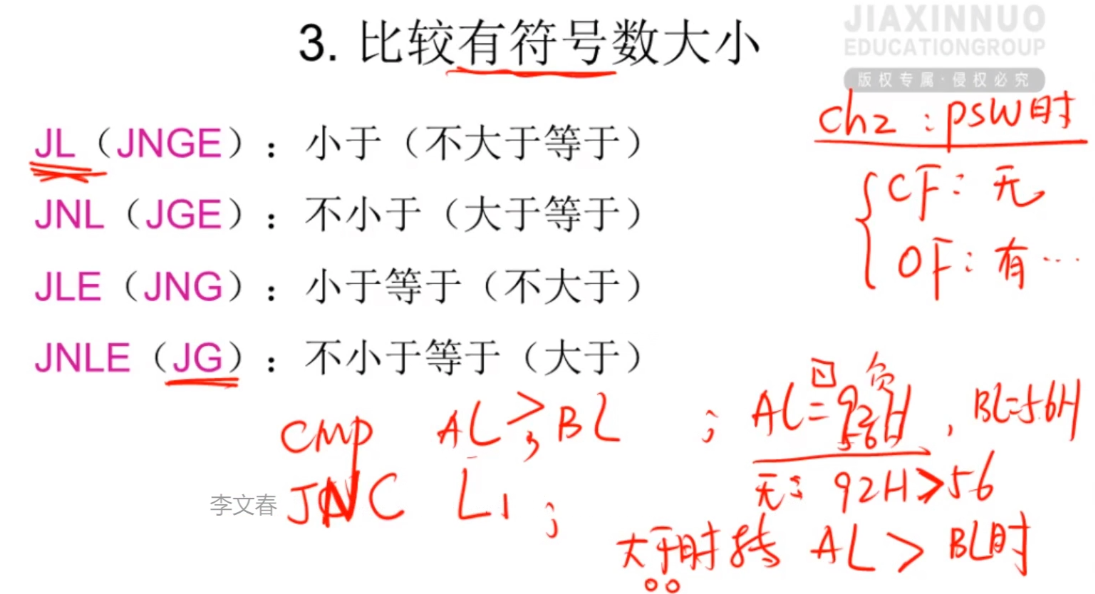 3. 比较有符号数大小
JIAXINNUO
EDUCATIONGROUP
版权专属·侵权必究
JL（JNGE）：小于（不大于等于）
JNL（JGE）：不小于（大于等于）
JLE（JNG）：小于等于（不大于）
JNLE（JG）：不小于等于（大于）
ch2：PSW时
CF：无
OF：有…
CMP AL > , BL ; AL=92H , BL=56H
负
56H
李文春
JNC L1 ;
无： 92H>56
大于时转 AL > BL时